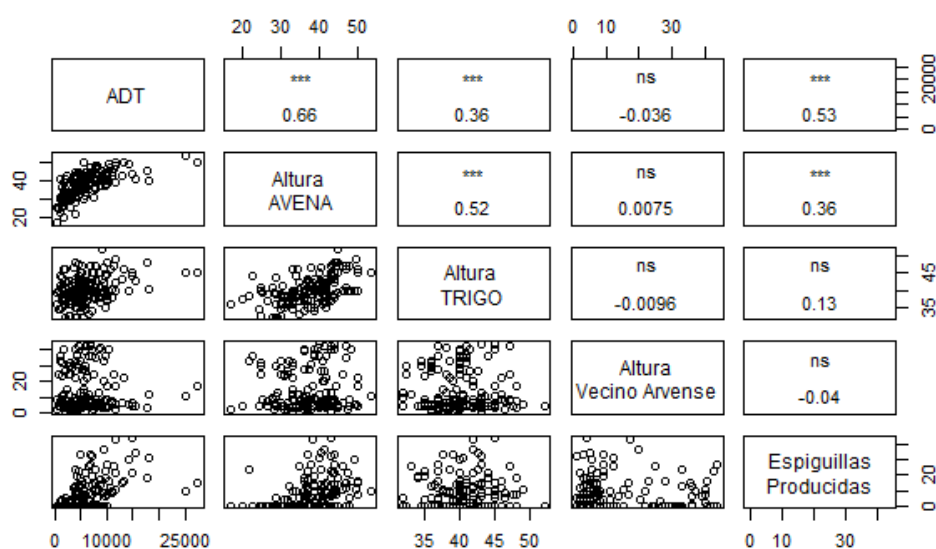 20 30 40 50
0 20 40
ADT
***
0.66
***
0.36
ns
-0.036
***
0.53
0 20000
20 40
Altura
AVENA
***
0.52
ns
0.0075
***
0.36
Altura
TRIGO
ns
-0.0096
ns
0.13
35 45
0 20
Altura
Vecino Arvense
ns
-0.04
Espiguillas
Producidas
0 20
0 10000 25000
35 40 45 50
0 10 30